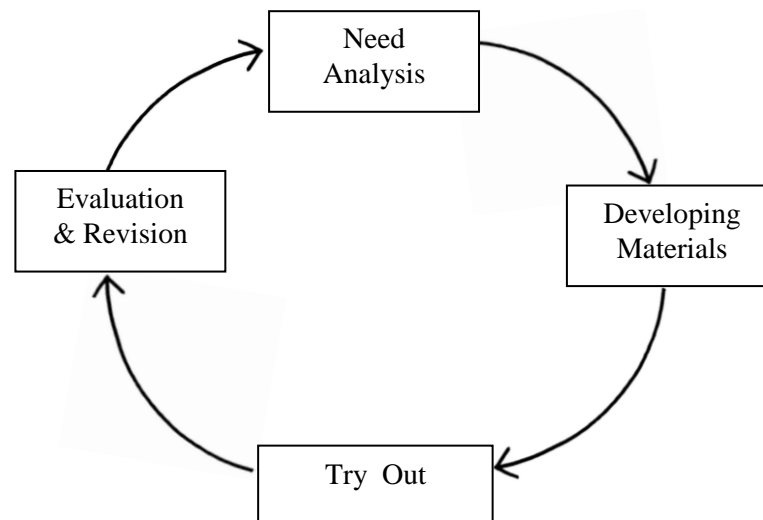 Need
Analysis
Developing
Materials
Try Out
Evaluation
& Revision